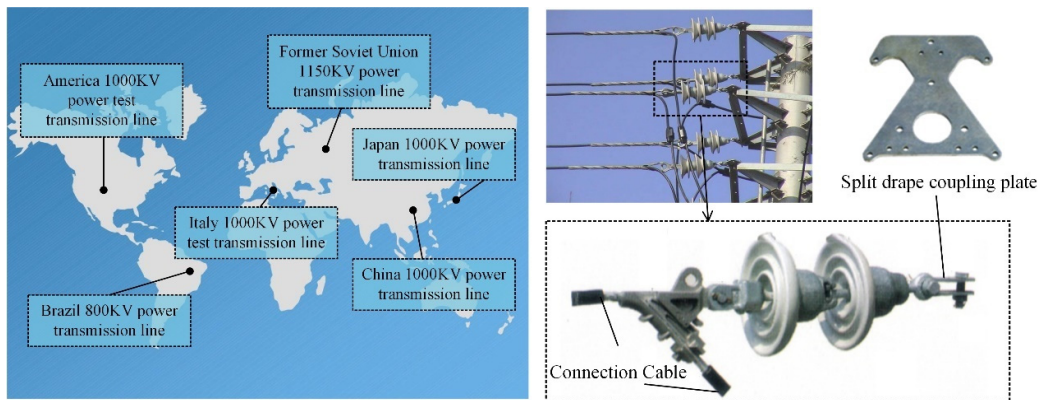 Former Soviet Union
1150KV power
transmission line
America 1000KV
power test
transmission line
Japan 1000KV power
transmission line
Italy 1000KV power
test transmission line
China 1000KV power
transmission line
Brazil 800KV power
transmission line
Split drape coupling plate
Connection Cable